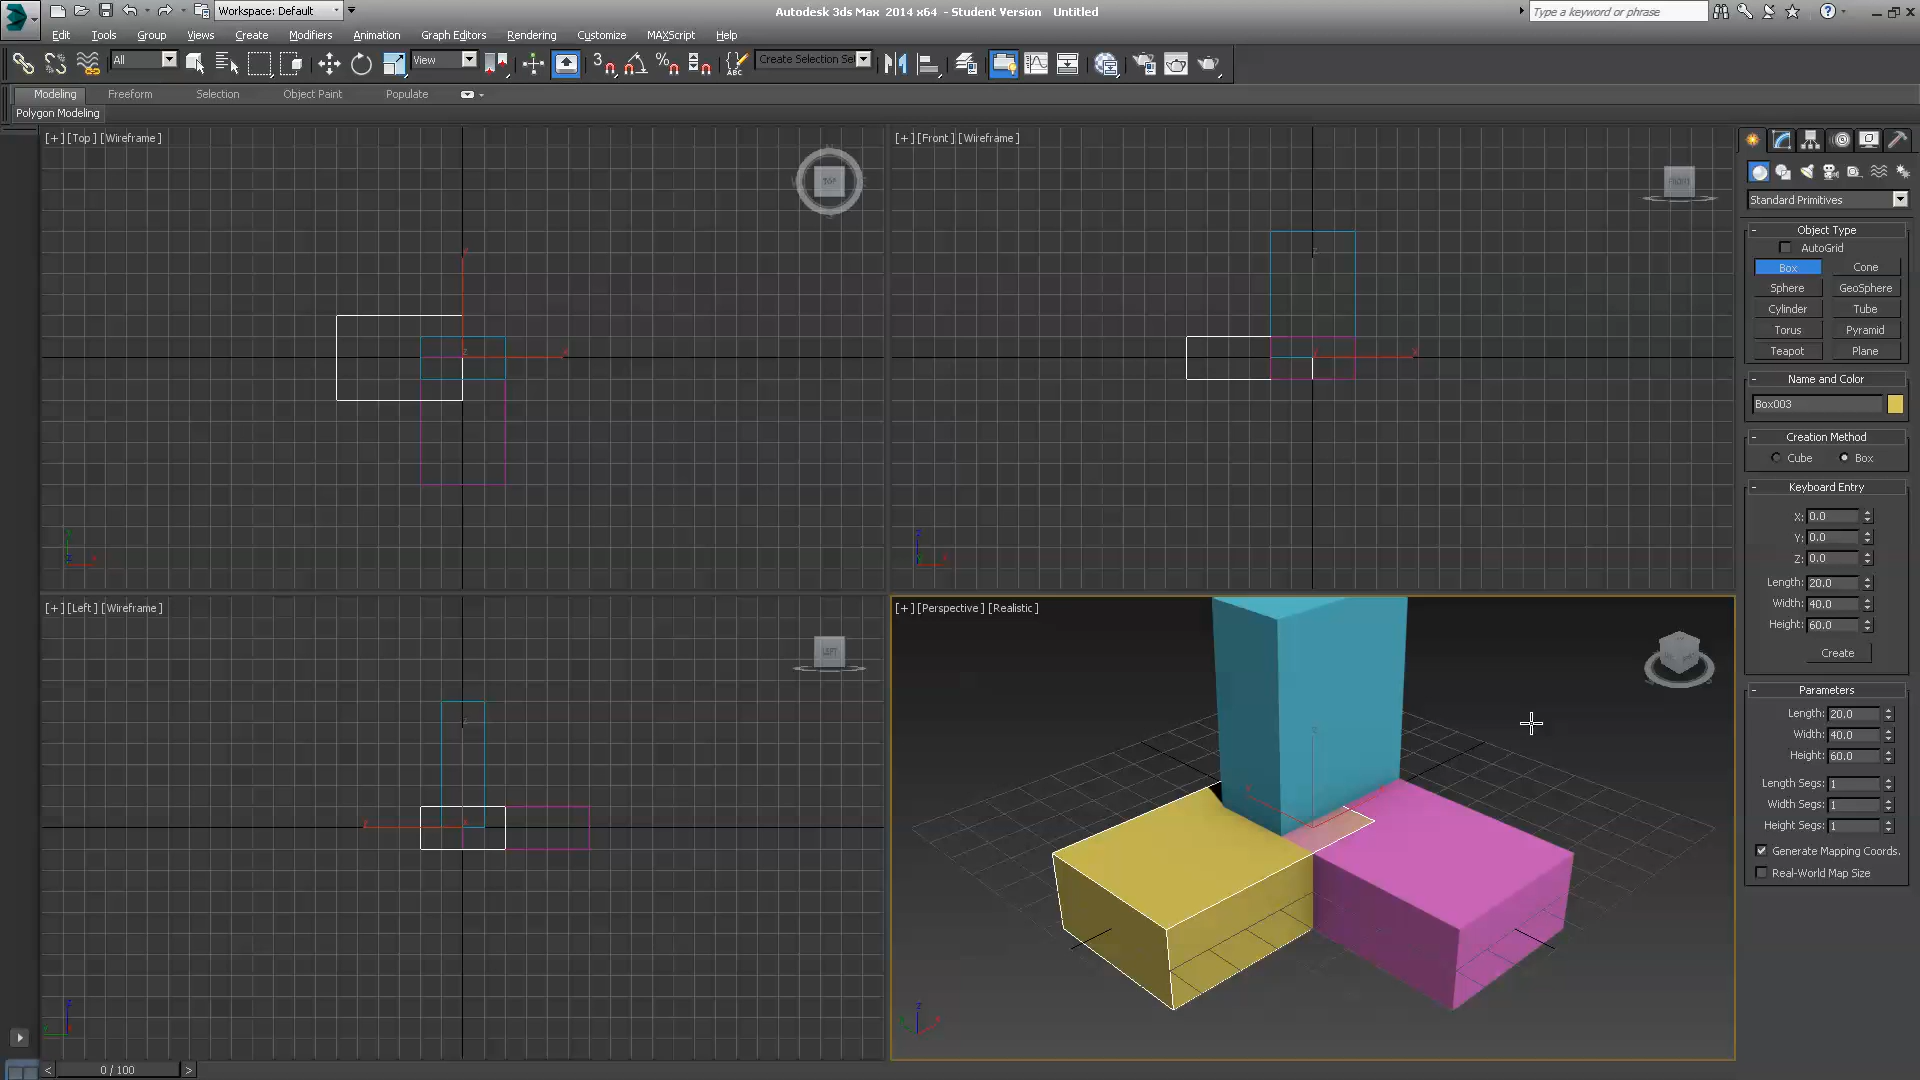 Workspace: Default
Autodesk 3ds Max 2014 x64 - Student Version Untitled
Type a keyword or phrase
Edit Tools Group Views Create Modifiers Animation Graph Editors Rendering Customize MAXScript Help
All
View
3
ABC
Create Selection Se
Modeling Freeform Selection Object Paint Populate
Polygon Modeling
[+] [Top] [Wireframe]
TOP
[+] [Front] [Wireframe]
FRONT
[+] [Left] [Wireframe]
LEFT
[+] [Perspective] [Realistic]
Standard Primitives
- Object Type
AutoGrid
Box Cone
Sphere GeoSphere
Cylinder Tube
Torus Pyramid
Teapot Plane
- Name and Color
Box003
- Creation Method
Cube Box
- Keyboard Entry
X: 0.0
Y: 0.0
Z: 0.0
Length: 20.0
Width: 40.0
Height: 60.0
Create
- Parameters
Length: 20.0
Width: 40.0
Height: 60.0
Length Segs: 1
Width Segs: 1
Height Segs: 1
Generate Mapping Coords.
Real-World Map Size
< 0 / 100 >